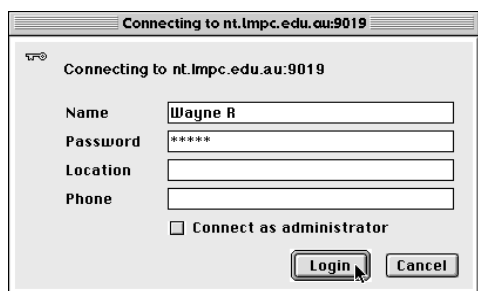 Connecting to nt.lmpc.edu.au:9019
Connecting to nt.lmpc.edu.au:9019
Name Wayne R
Password *****
Location
Phone
Connect as administrator
Login Cancel